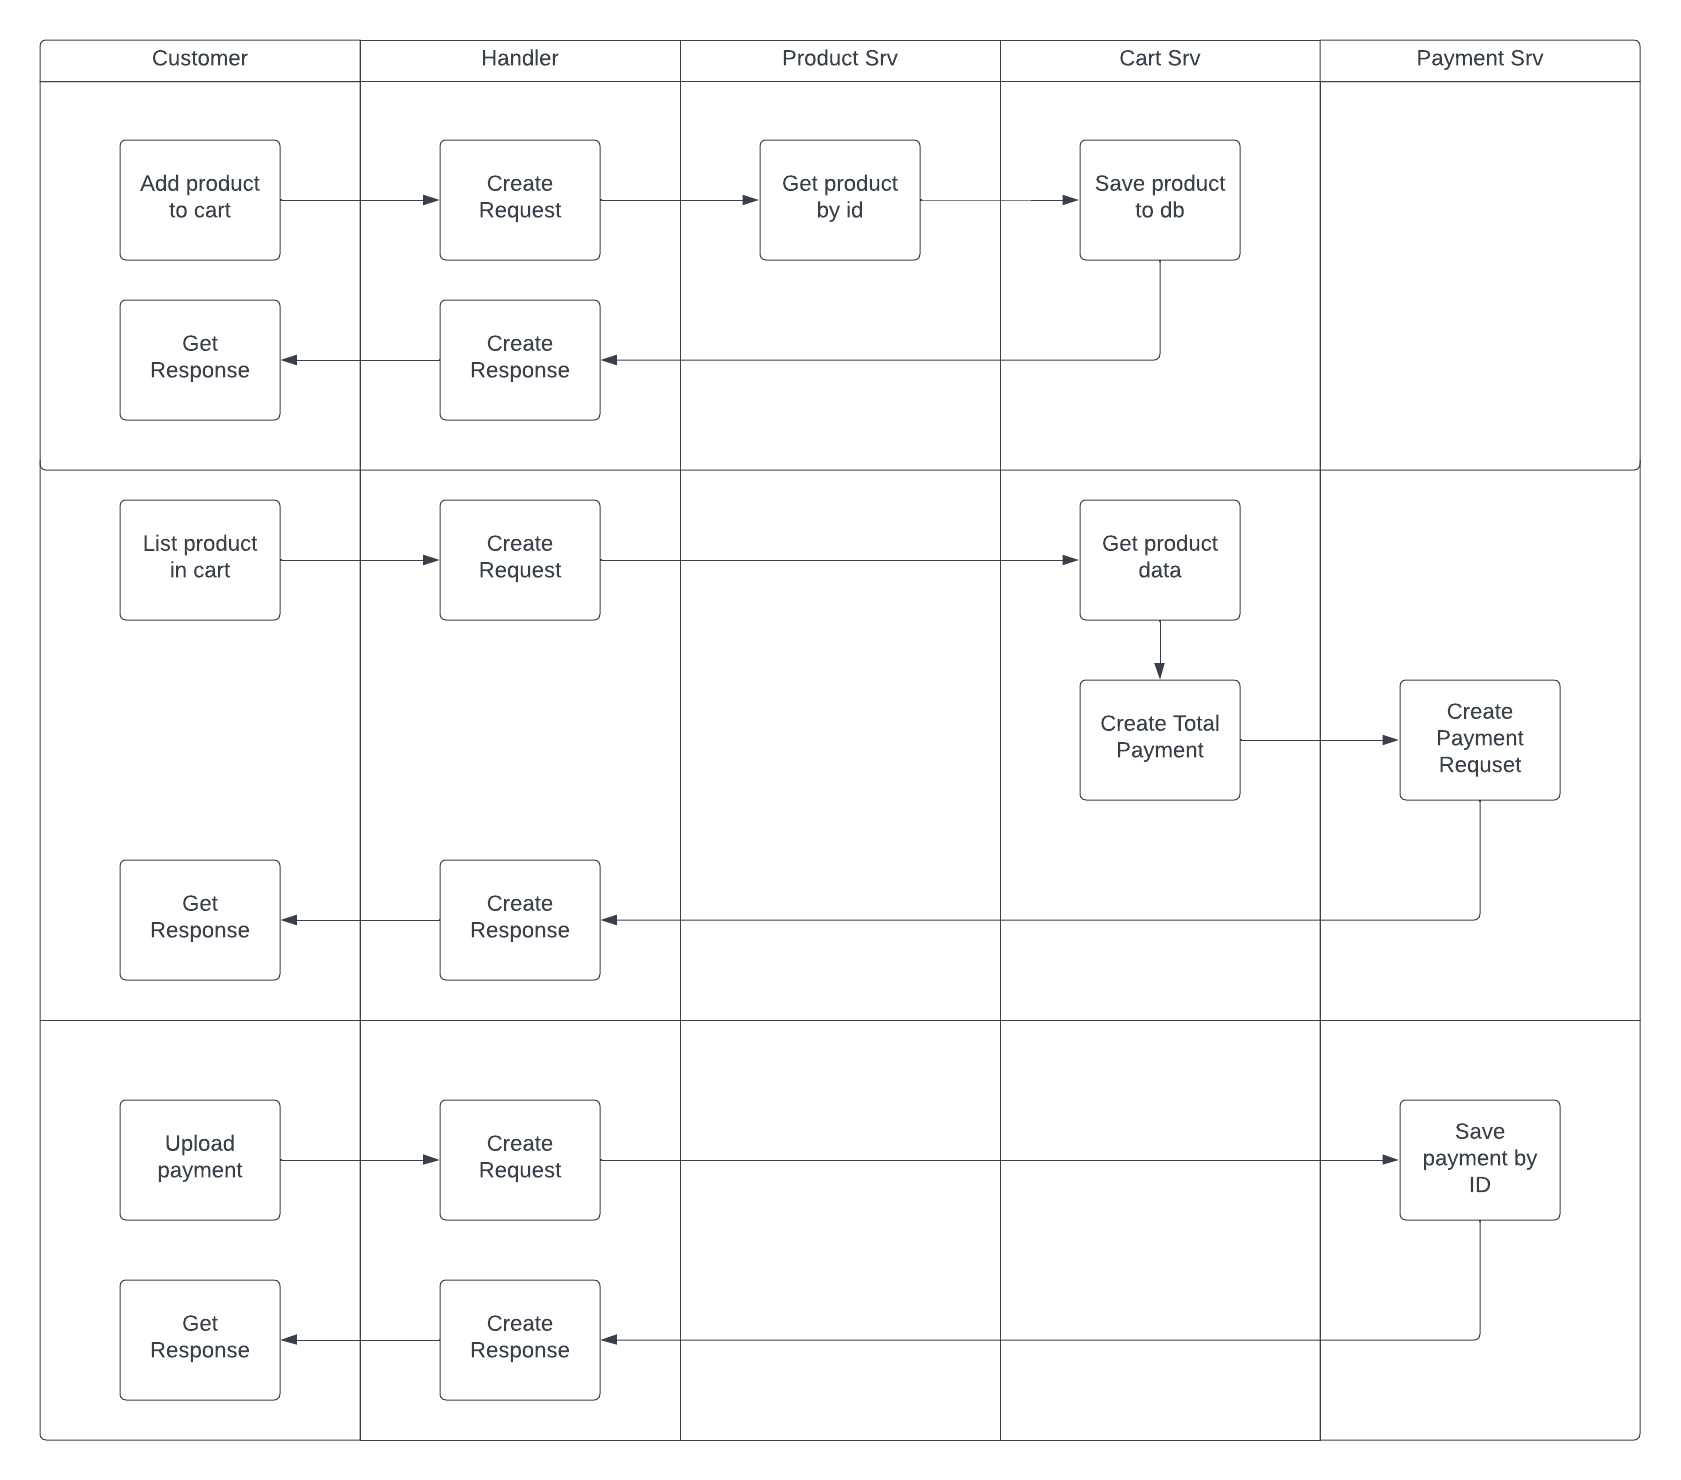 Customer
Handler
Product Srv
Cart Srv
Payment Srv
Add product
to cart
Create
Request
Get product
by id
Save product
to db
Get
Response
Create
Response
List product
in cart
Create
Request
Get product
data
Create Total
Payment
Create
Payment
Requset
Get
Response
Create
Response
Upload
payment
Create
Request
Save
payment by
ID
Get
Response
Create
Response